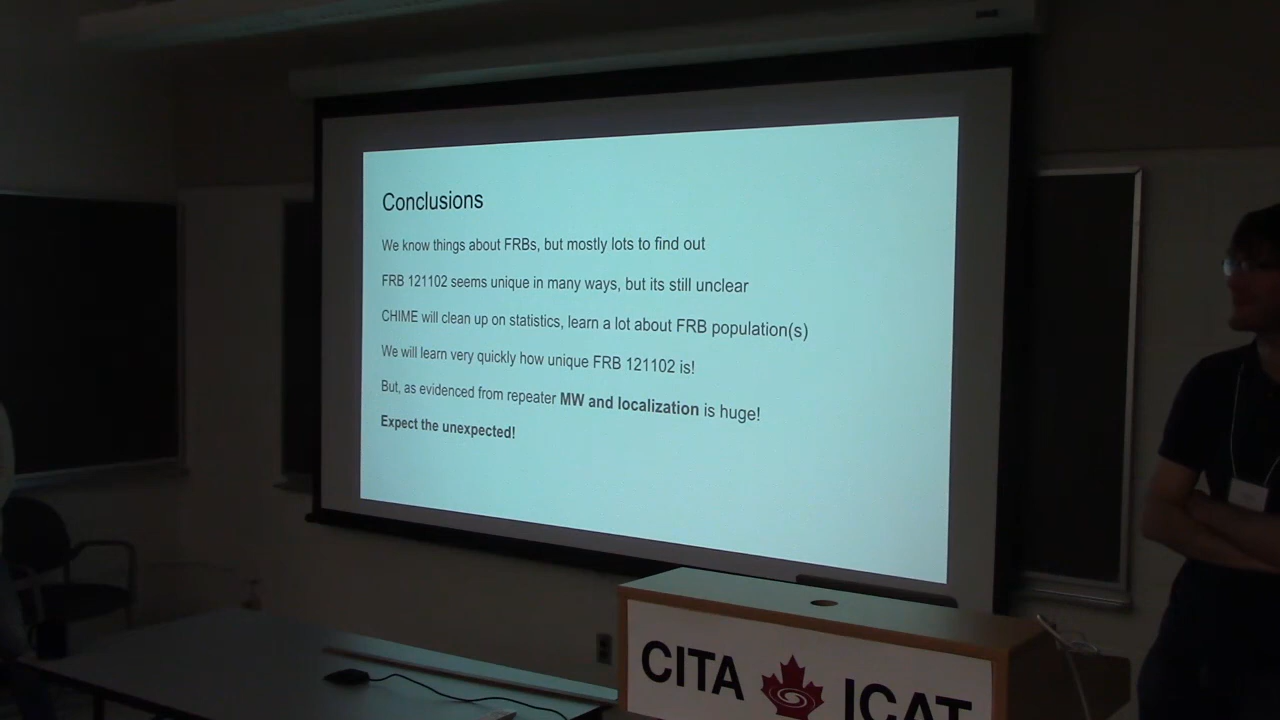 Conclusions
We know things about FRBs, but mostly lots to find out
FRB 121102 seems unique in many ways, but its still unclear
CHIME will clean up on statistics, learn a lot about FRB population(s)
We will learn very quickly how unique FRB 121102 is!
But, as evidenced from repeater MW and localization is huge!
Expect the unexpected!
CITA ICAT